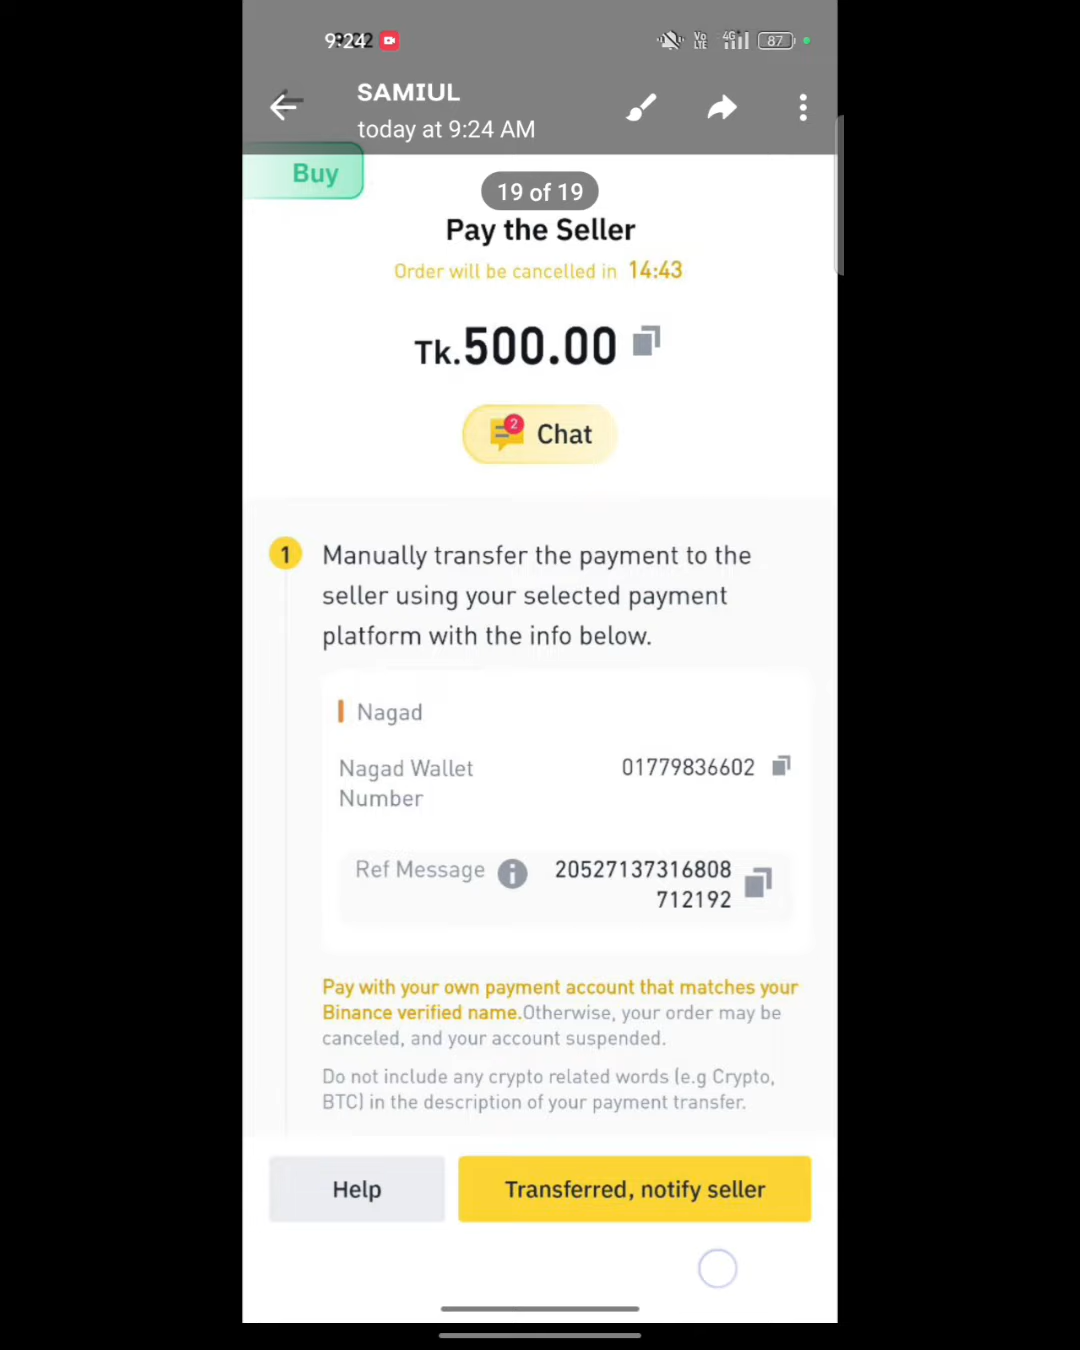 9:24
Vo
LTE
4G
87
SAMIUL
today at 9:24 AM
Buy
19 of 19
Pay the Seller
Order will be cancelled in 14:43
Tk.500.00
2
Chat
1
Manually transfer the payment to the
seller using your selected payment
platform with the info below.
Nagad
Nagad Wallet
Number
01779836602
Ref Message
20527137316808
712192
Pay with your own payment account that matches your
Binance verified name.Otherwise, your order may be
canceled, and your account suspended.
Do not include any crypto related words (e.g Crypto,
BTC) in the description of your payment transfer.
Help
Transferred, notify seller